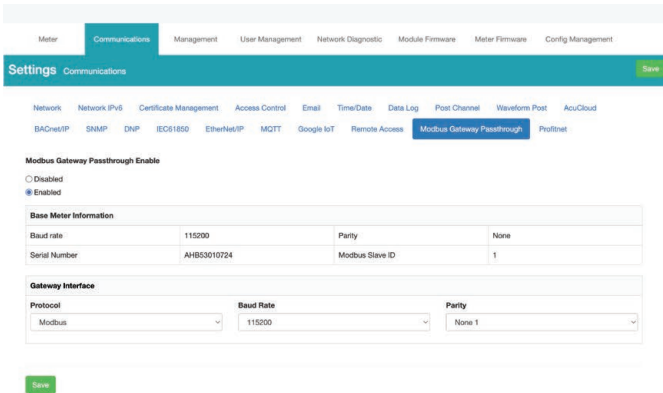 Meter Communications Management User Management Network Diagnostic Module Firmware Meter Firmware Config Management
Settings Communications Save
Network Network IPv6 Certificate Management Access Control Email Time/Date Data Log Post Channel Waveform Post AcuCloud
BACnet/IP SNMP DNP IEC61850 EtherNet/IP MQTT Google IoT Remote Access Modbus Gateway Passthrough Profitnet
Modbus Gateway Passthrough Enable
Disabled
Enabled
Base Meter Information
Baud rate 115200 Parity None
Serial Number AHB53010724 Modbus Slave ID 1
Gateway Interface
Protocol Baud Rate Parity
Modbus 115200 None 1
Save